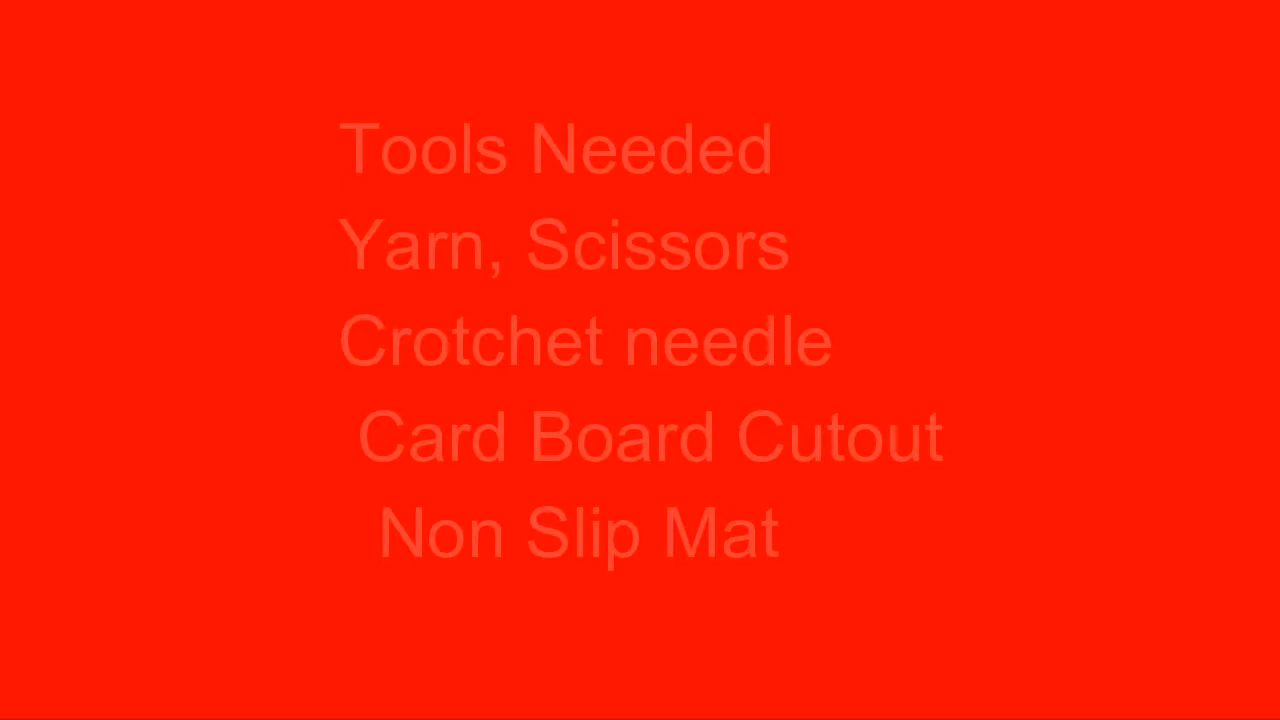 Tools Needed
Yarn, Scissors
Crotchet needle
Card Board Cutout
Non Slip Mat